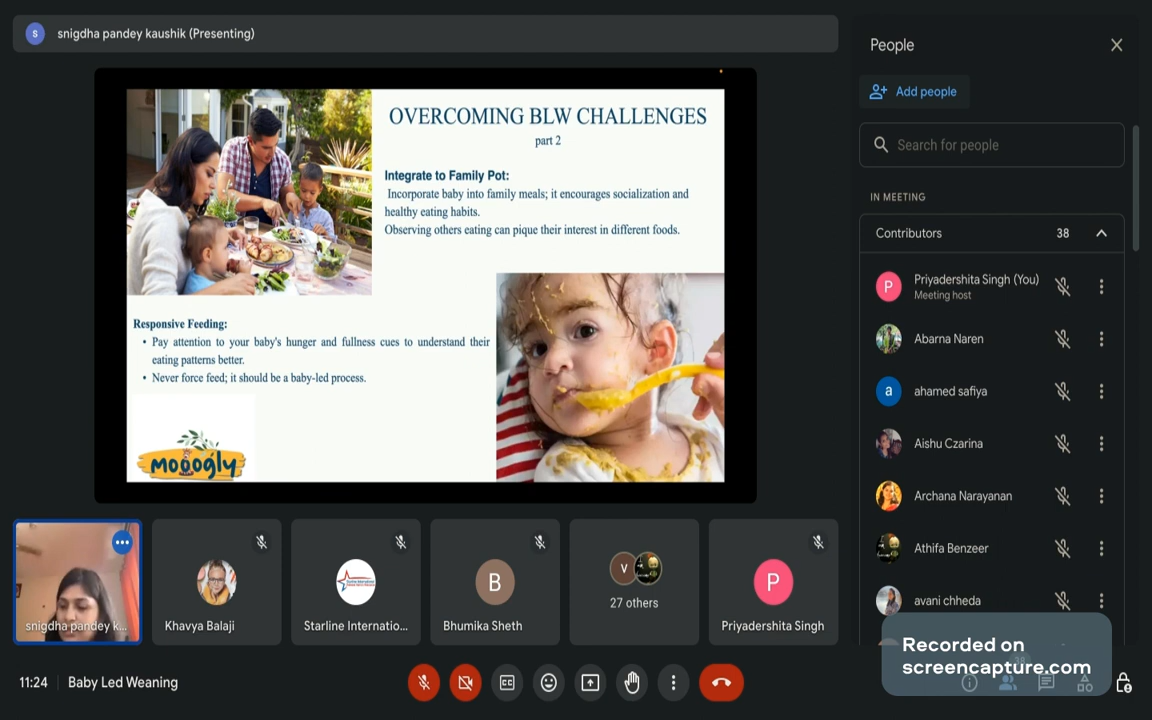 S
snigdha pandey kaushik (Presenting)
OVERCOMING BLW CHALLENGES
part 2
Integrate to Family Pot:
Incorporate baby into family meals; it encourages socialization and
healthy eating habits.
Observing others eating can pique their interest in different foods.
Responsive Feeding:
• Pay attention to your baby's hunger and fullness cues to understand their
eating patterns better.
• Never force feed; it should be a baby-led process.
mooogly
snigdha pandey k...
Khavya Balaji
Starline Internatio...
B
Bhumika Sheth
V
27 others
P
Priyadershita Singh
11:24 | Baby Led Weaning
CC
People
Add people
Search for people
IN MEETING
Contributors 38
P
Priyadershita Singh (You)
Meeting host
Abarna Naren
a
ahamed safiya
Aishu Czarina
Archana Narayanan
Athifa Benzeer
avani chheda
Recorded on
screencapture.com